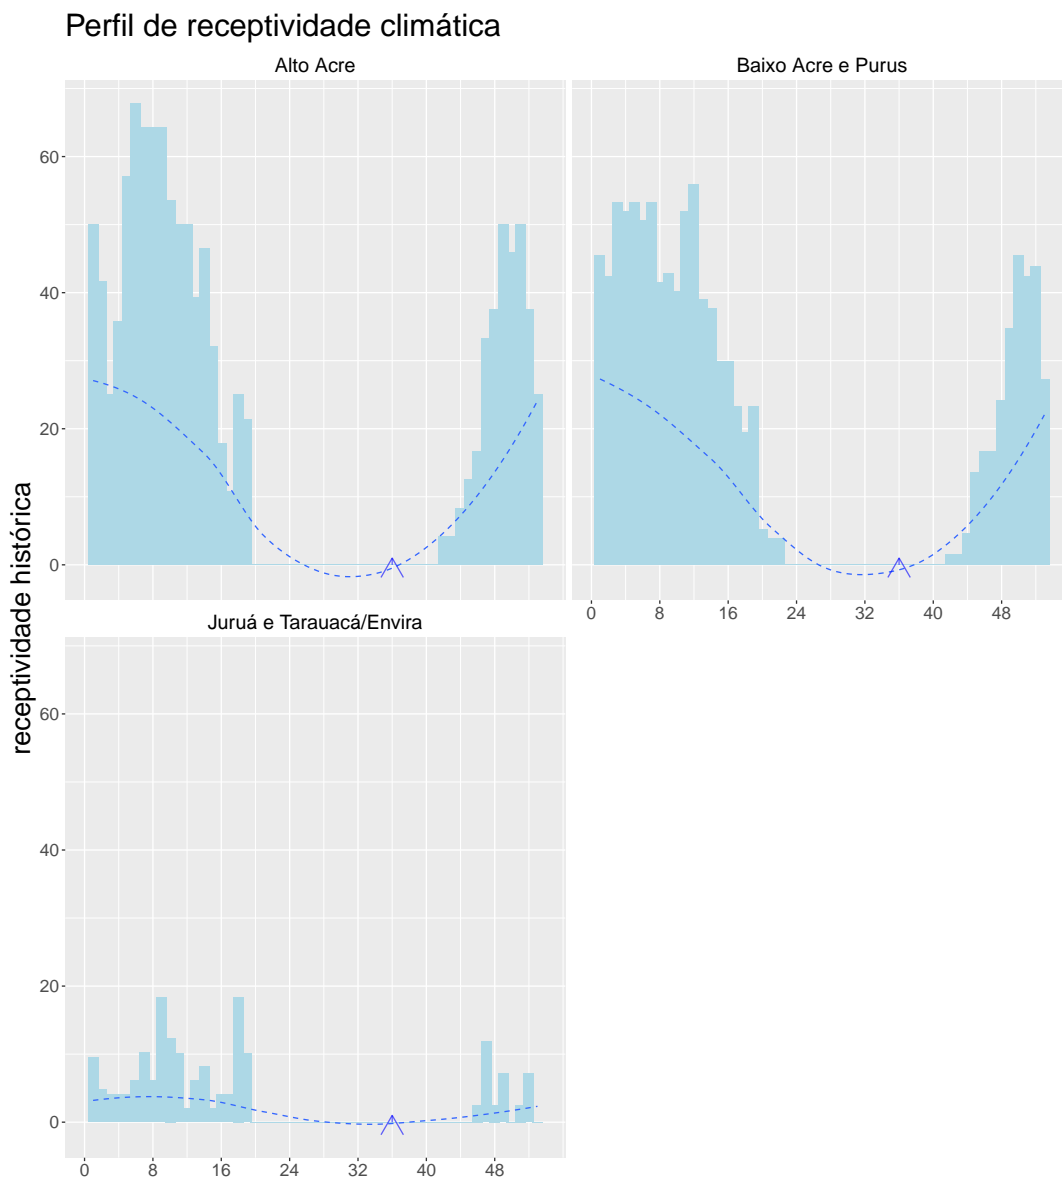 Perfil de receptividade climática
Alto Acre
Baixo Acre e Purus
60
40
20
0
0 8 16 24 32 40 48
Juruá e Tarauacá/Envira
receptividade histórica
60
40
20
0
0 8 16 24 32 40 48